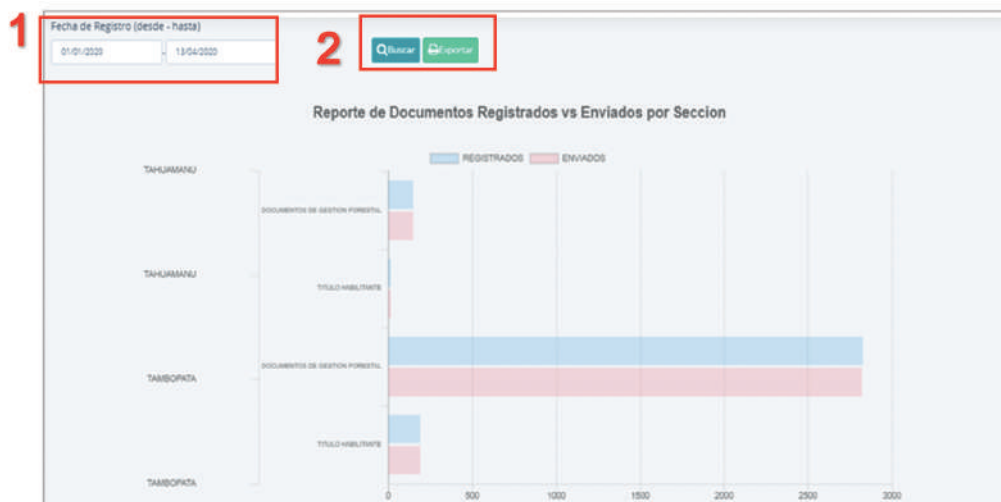 1
Fecha de Registro (desde - hasta)
01/01/2020 - 13/04/2020
2
Buscar Exportar
Reporte de Documentos Registrados vs Enviados por Seccion
REGISTRADOS ENVIADOS
TAHUAMANU
DOCUMENTOS DE GESTION FORESTAL
TAHUAMANU
TITULO HABILITANTE
DOCUMENTOS DE GESTION FORESTAL
TAMBOPATA
TITULO HABILITANTE
TAMBOPATA
0 500 1000 1500 2000 2500 3000